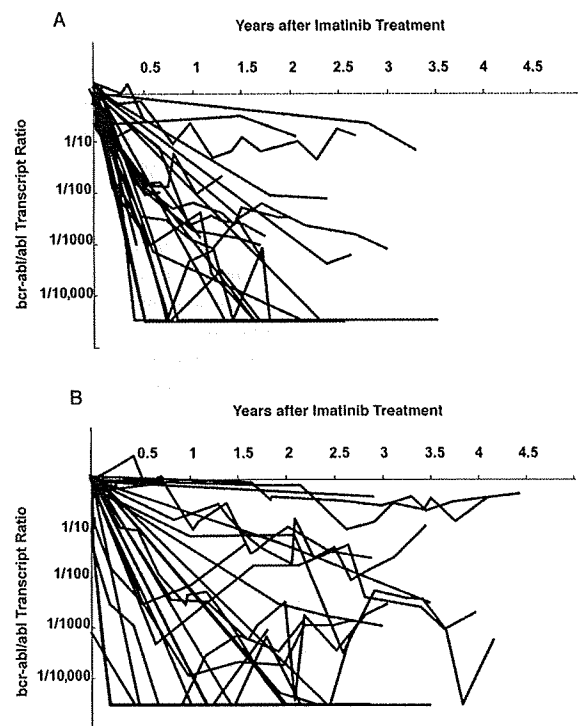 A
Years after Imatinib Treatment
0.5 1 1.5 2 2.5 3 3.5 4 4.5
bcr-abl/abl Transcript Ratio
1/10
1/100
1/1000
1/10,000
B
Years after Imatinib Treatment
0.5 1 1.5 2 2.5 3 3.5 4 4.5
bcr-abl/abl Transcript Ratio
1/10
1/100
1/1000
1/10,000